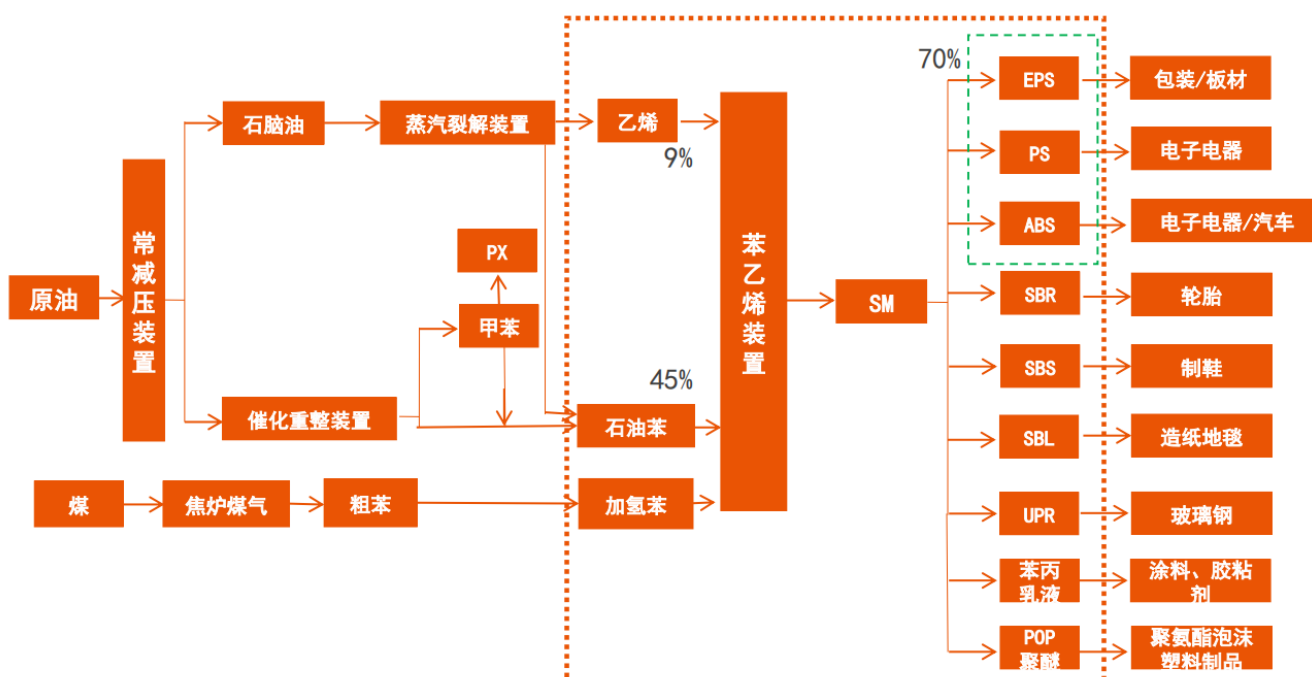 70%
EPS
包装/板材
石脑油
蒸汽裂解装置
乙烯
9%
PS
电子电器
常
减
压
装
置
苯
乙
烯
装
置
ABS
电子电器/汽车
PX
原油
SM
SBR
轮胎
甲苯
45%
SBS
制鞋
催化重整装置
石油苯
SBL
造纸地毯
煤
焦炉煤气
粗苯
加氢苯
UPR
玻璃钢
苯丙
乳液
涂料、胶粘
剂
POP
聚醚
聚氨酯泡沫
塑料制品